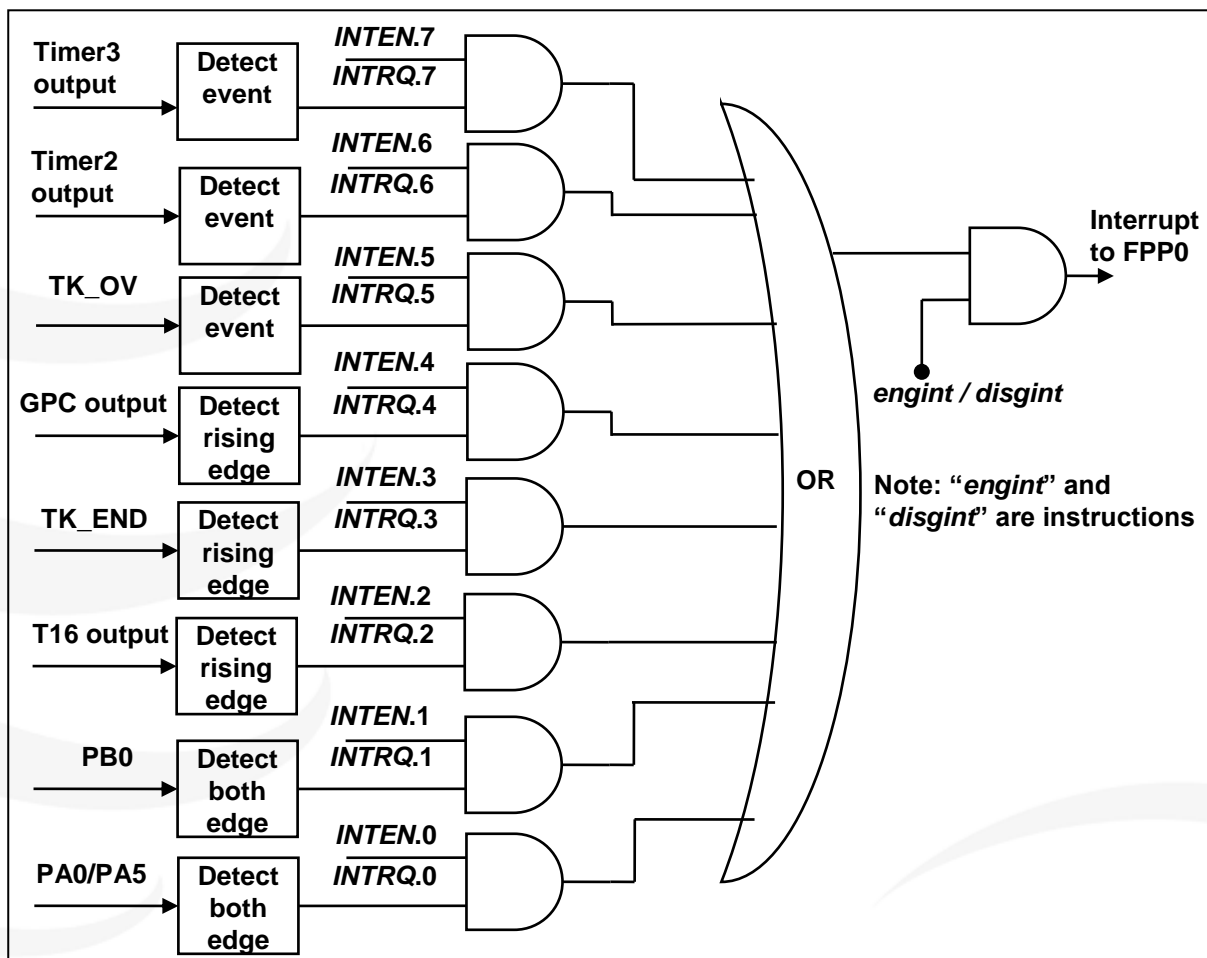 Timer3
output
Detect
event
INTEN.7
INTRQ.7
Timer2
output
Detect
event
INTEN.6
INTRQ.6
TK_OV
Detect
event
INTEN.5
INTRQ.5
GPC output
Detect
rising
edge
INTEN.4
INTRQ.4
TK_END
Detect
rising
edge
INTEN.3
INTRQ.3
T16 output
Detect
rising
edge
INTEN.2
INTRQ.2
PB0
Detect
both
edge
INTEN.1
INTRQ.1
PA0/PA5
Detect
both
edge
INTEN.0
INTRQ.0
OR
Interrupt
to FPP0
engint / disgint
Note: “engint” and
“disgint” are instructions